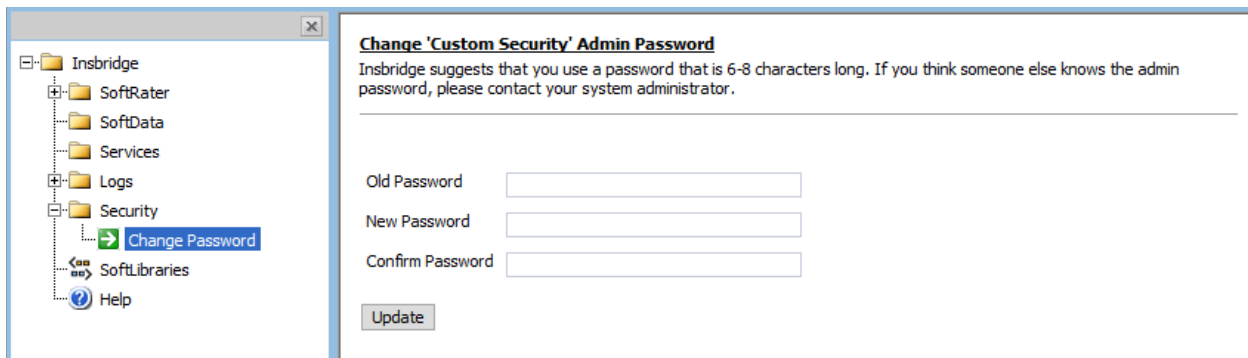 Insbridge
SoftRater
SoftData
Services
Logs
Security
Change Password
SoftLibraries
Help
Change 'Custom Security' Admin Password
Insbridge suggests that you use a password that is 6-8 characters long. If you think someone else knows the admin
password, please contact your system administrator.
Old Password
New Password
Confirm Password
Update